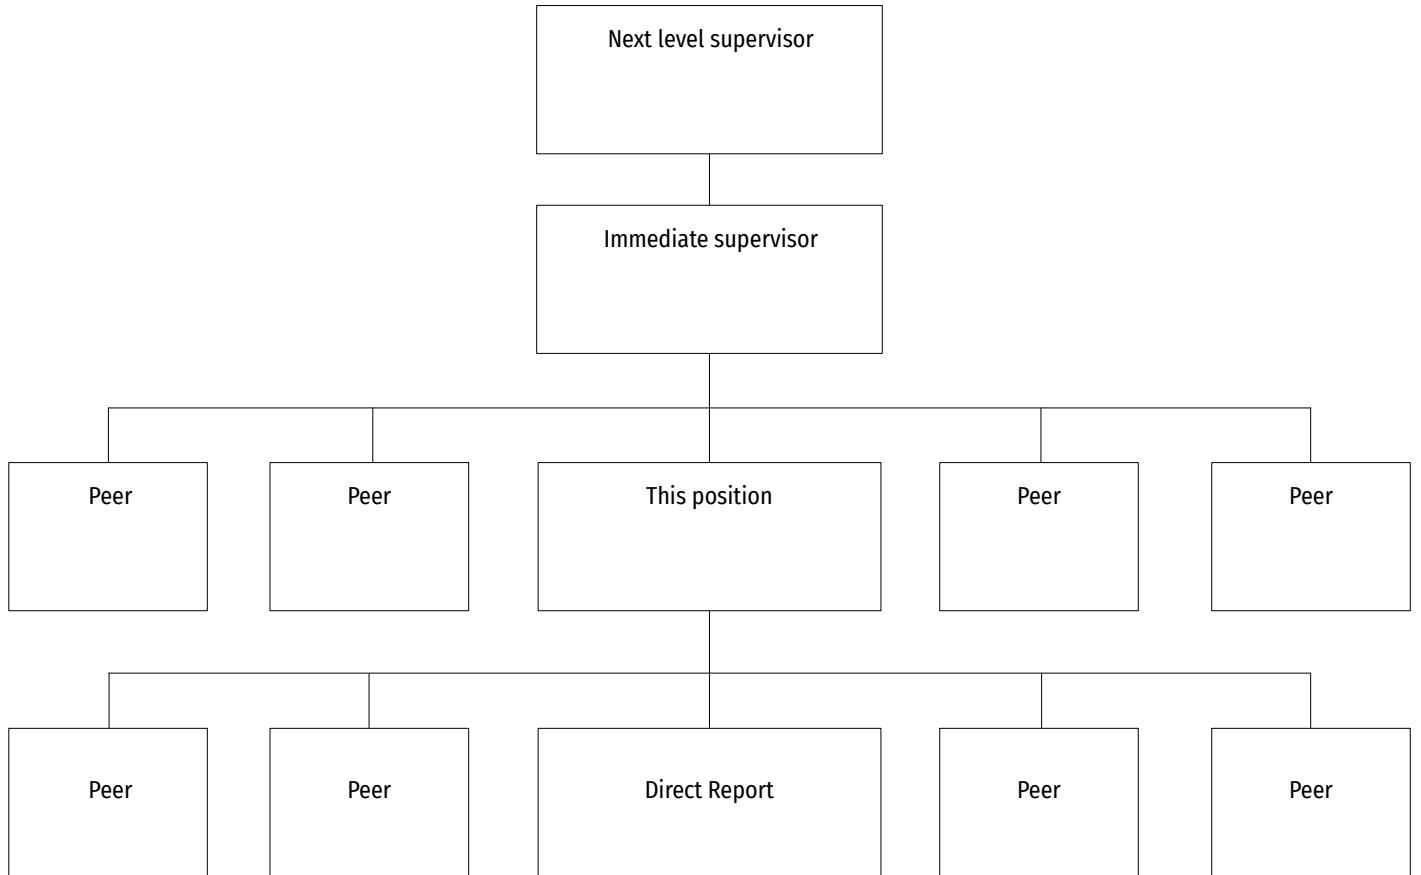 Next level supervisor
Immediate supervisor
Peer
Peer
This position
Peer
Peer
Peer
Peer
Direct Report
Peer
Peer